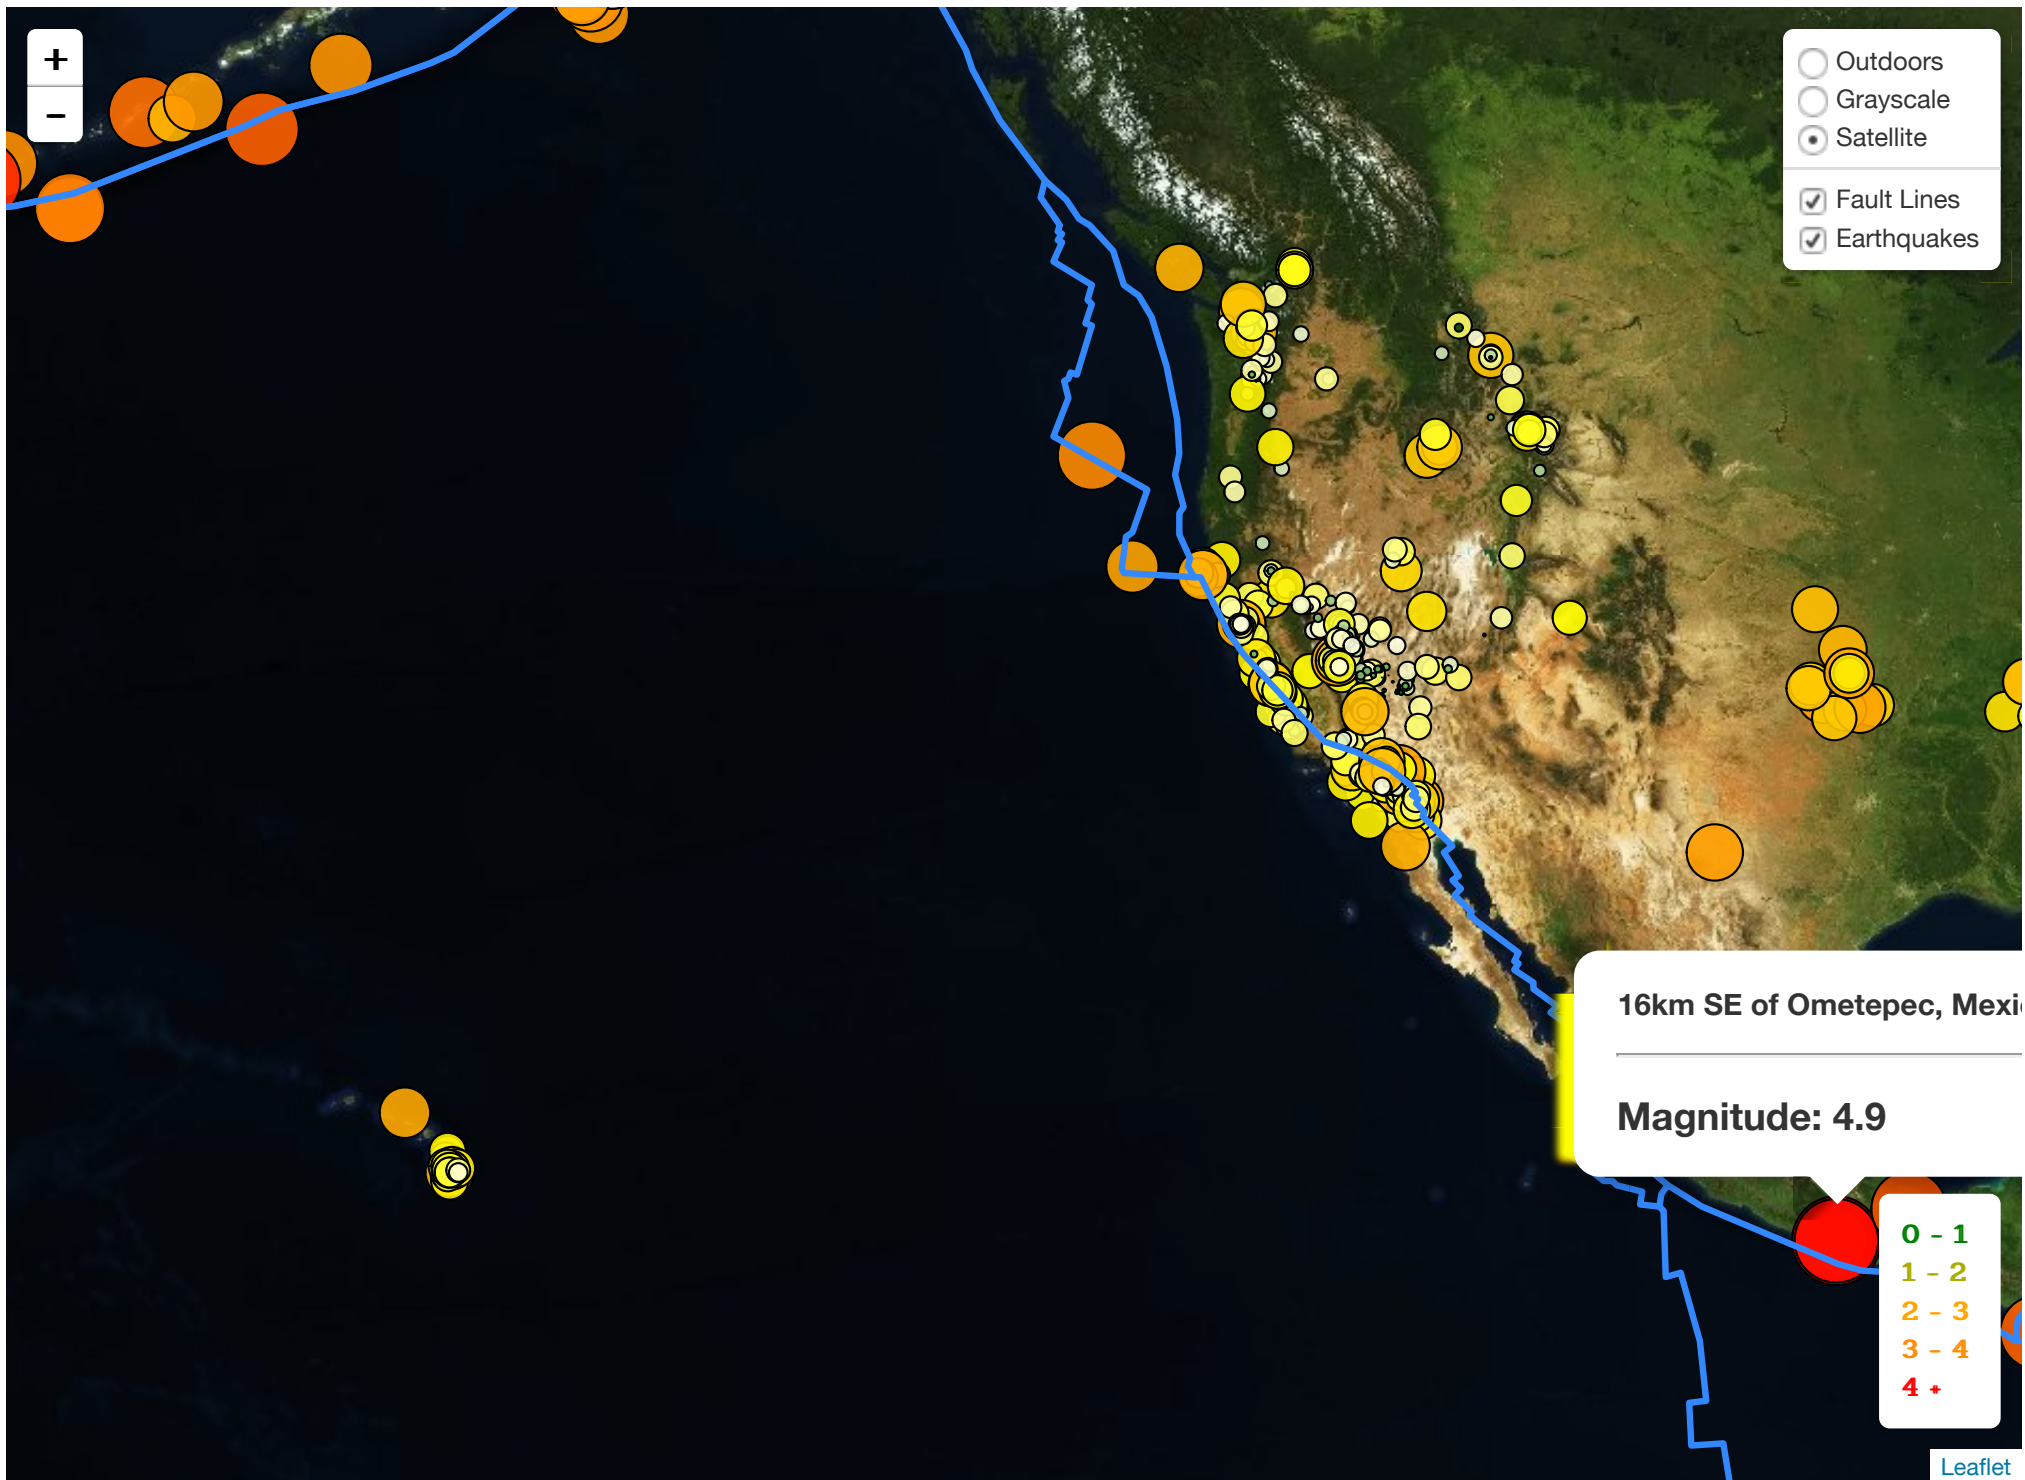 +
−
Outdoors
Grayscale
Satellite
Fault Lines
Earthquakes
16km SE of Ometepec,
Magnitude: 4.9
0 - 1
1 - 2
2 - 3
3 - 4
4 +
Leaflet